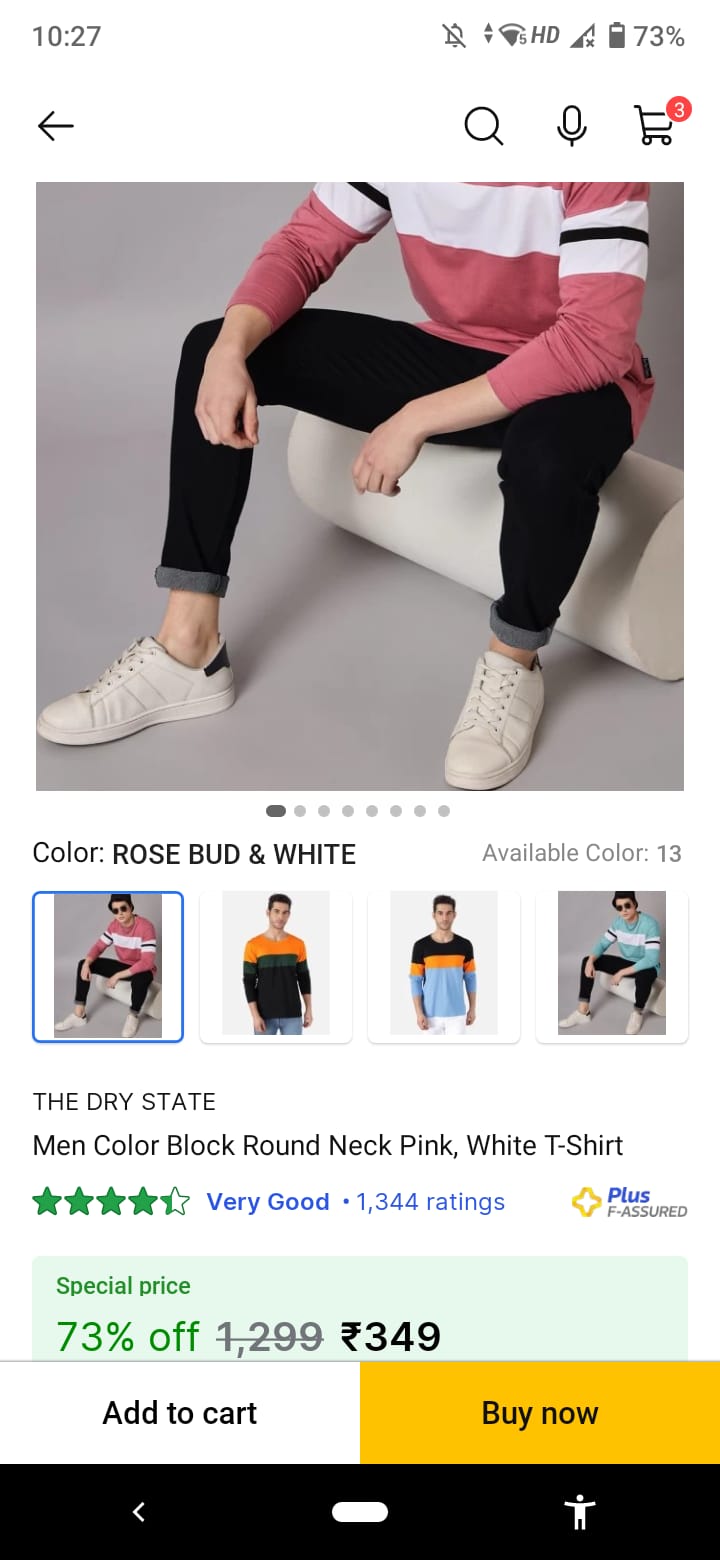 10:27
5 HD 73%
3
Color: ROSE BUD & WHITE
Available Color: 13
THE DRY STATE
Men Color Block Round Neck Pink, White T-Shirt
Very Good • 1,344 ratings
Plus
F-ASSURED
Special price
73% off 1,299 ₹349
Add to cart
Buy now